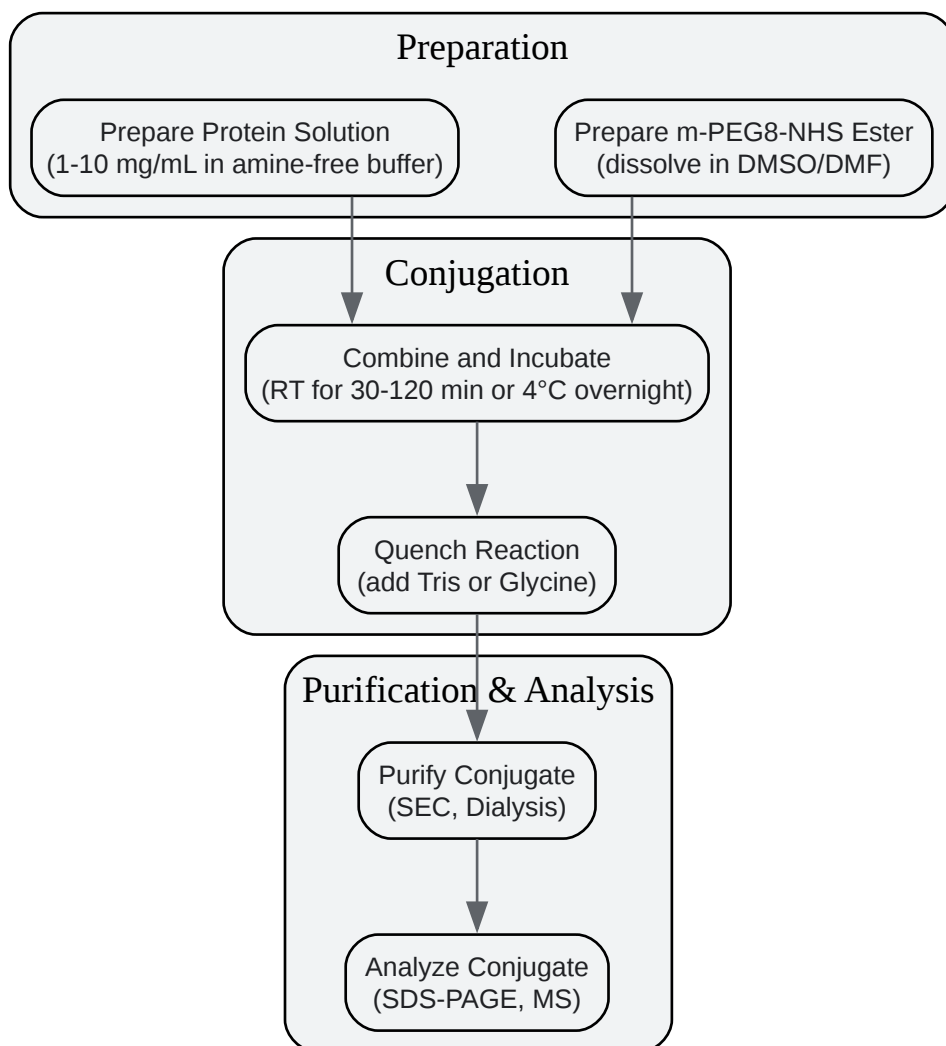 Preparation
Prepare Protein Solution
(1-10 mg/mL in amine-free buffer)
Prepare m-PEG8-NHS Ester
(dissolve in DMSO/DMF)
Conjugation
Combine and Incubate
(RT for 30-120 min or 4°C overnight)
Quench Reaction
(add Tris or Glycine)
Purification & Analysis
Purify Conjugate
(SEC, Dialysis)
Analyze Conjugate
(SDS-PAGE, MS)